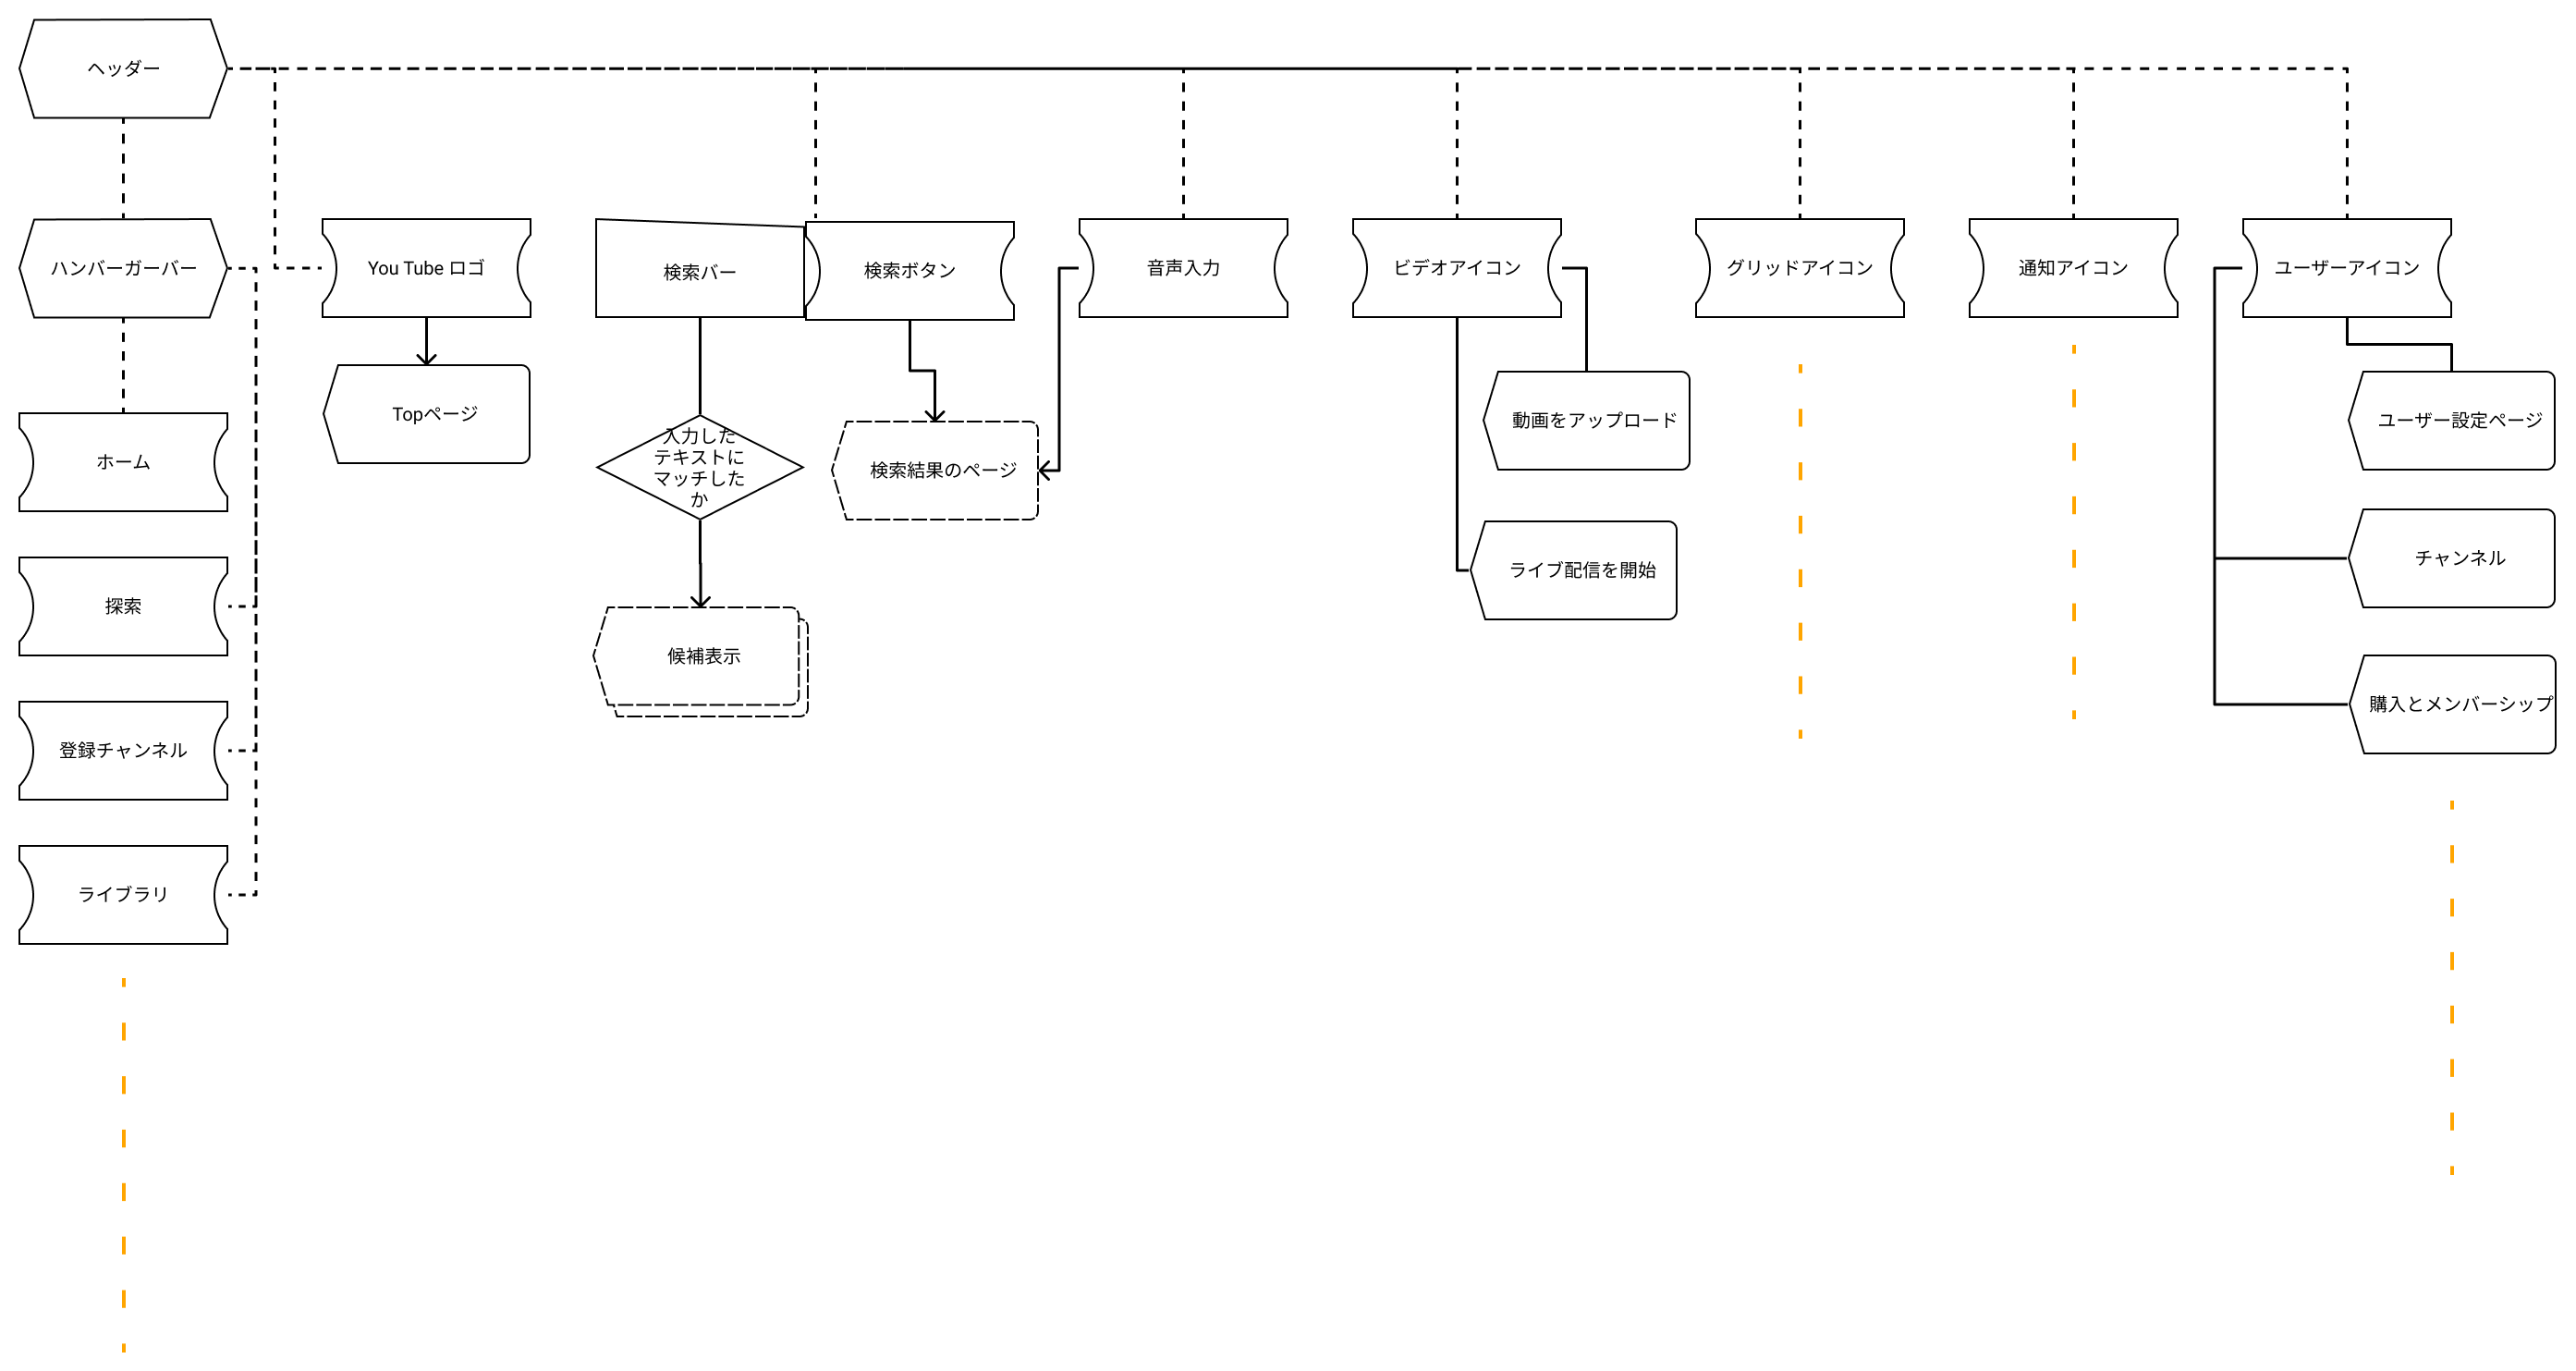 ヘッダー
ハンバーガーバー
You Tube ロゴ
検索バー
検索ボタン
音声入力
ビデオアイコン
グリッドアイコン
通知アイコン
ユーザーアイコン
Topページ
入力した
テキストに
マッチした
か
検索結果のページ
動画をアップロード
ユーザー設定ページ
ホーム
ライブ配信を開始
チャンネル
探索
候補表示
購入とメンバーシップ
登録チャンネル
ライブラリ